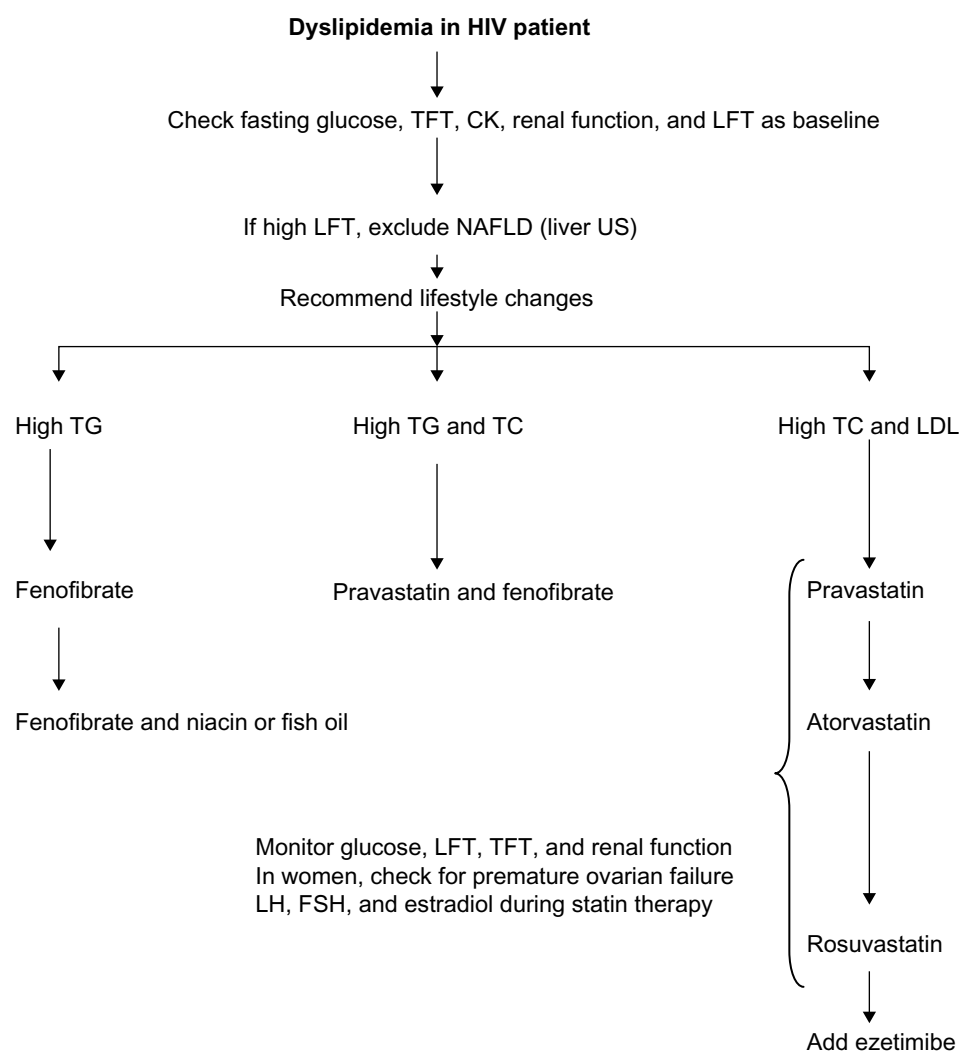 Dyslipidemia in HIV patient
Check fasting glucose, TFT, CK, renal function, and LFT as baseline
If high LFT, exclude NAFLD (liver US)
Recommend lifestyle changes
High TG
High TG and TC
High TC and LDL
Fenofibrate
Pravastatin and fenofibrate
Pravastatin
Fenofibrate and niacin or fish oil
Atorvastatin
Monitor glucose, LFT, TFT, and renal function
In women, check for premature ovarian failure
LH, FSH, and estradiol during statin therapy
Rosuvastatin
Add ezetimibe